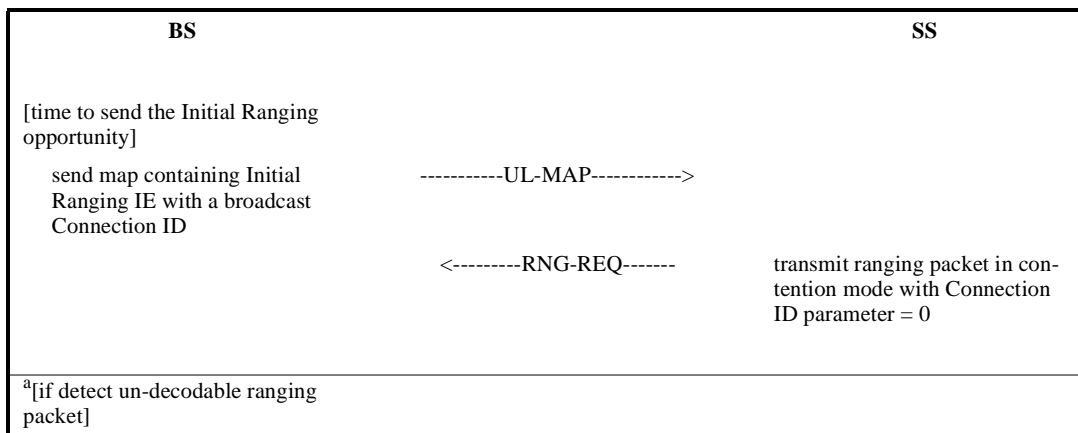 BS SS
[time to send the Initial Ranging
opportunity]
send map containing Initial
Ranging IE with a broadcast
Connection ID
-----------UL-MAP------------>
<---------RNG-REQ-------
transmit ranging packet in con-
tention mode with Connection
ID parameter = 0
a[if detect un-decodable ranging
packet]